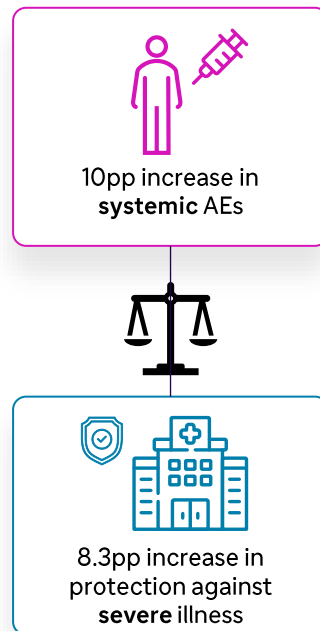 10pp increase in
systemic AEs
8.3pp increase in
protection against
severe illness